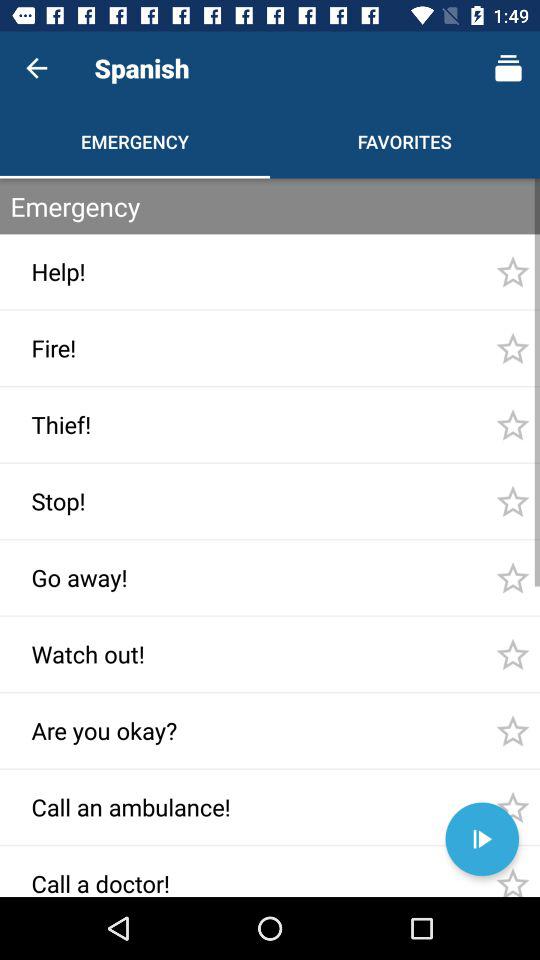 1:49
Spanish
EMERGENCY
FAVORITES
Emergency
Help!
Fire!
Thief!
Stop!
Go away!
Watch out!
Are you okay?
Call an ambulance!
Call a doctor!